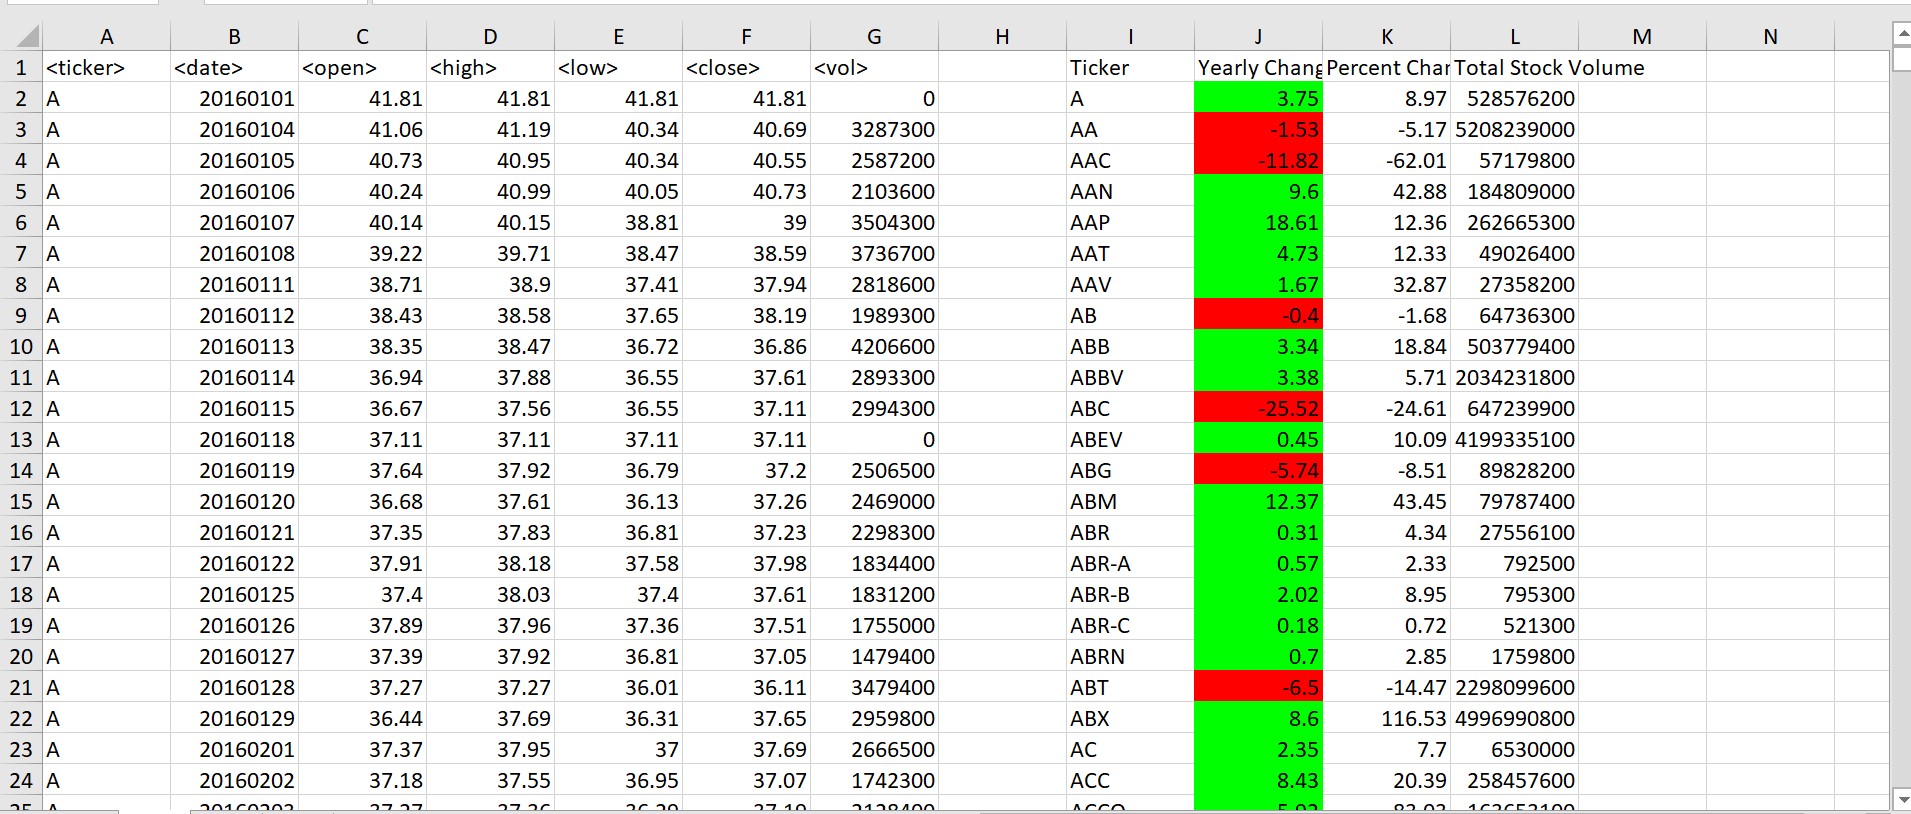 A B C D E F G H I J K L M N
1 <ticker> <date> <open> <high> <low> <close> <vol> Ticker Yearly Chang Percent Char Total Stock Volume
2 A 20160101 41.81 41.81 41.81 41.81 0 A 3.75 8.97 528576200
3 A 20160104 41.06 41.19 40.34 40.69 3287300 AA -1.53 -5.17 5208239000
4 A 20160105 40.73 40.95 40.34 40.55 2587200 AAC -11.82 -62.01 57179800
5 A 20160106 40.24 40.99 40.05 40.73 2103600 AAN 9.6 42.88 184809000
6 A 20160107 40.14 40.15 38.81 39 3504300 AAP 18.61 12.36 262665300
7 A 20160108 39.22 39.71 38.47 38.59 3736700 AAT 4.73 12.33 49026400
8 A 20160111 38.71 38.9 37.41 37.94 2818600 AAV 1.67 32.87 27358200
9 A 20160112 38.43 38.58 37.65 38.19 1989300 AB -0.4 -1.68 64736300
10 A 20160113 38.35 38.47 36.72 36.86 4206600 ABB 3.34 18.84 503779400
11 A 20160114 36.94 37.88 36.55 37.61 2893300 ABBV 3.38 5.71 2034231800
12 A 20160115 36.67 37.56 36.55 37.11 2994300 ABC -25.52 -24.61 647239900
13 A 20160118 37.11 37.11 37.11 37.11 0 ABEV 0.45 10.09 4199335100
14 A 20160119 37.64 37.92 36.79 37.2 2506500 ABG -5.74 -8.51 89828200
15 A 20160120 36.68 37.61 36.13 37.26 2469000 ABM 12.37 43.45 79787400
16 A 20160121 37.35 37.83 36.81 37.23 2298300 ABR 0.31 4.34 27556100
17 A 20160122 37.91 38.18 37.58 37.98 1834400 ABR-A 0.57 2.33 792500
18 A 20160125 37.4 38.03 37.4 37.61 1831200 ABR-B 2.02 8.95 795300
19 A 20160126 37.89 37.96 37.36 37.51 1755000 ABR-C 0.18 0.72 521300
20 A 20160127 37.39 37.92 36.81 37.05 1479400 ABRN 0.7 2.85 1759800
21 A 20160128 37.27 37.27 36.01 36.11 3479400 ABT -6.5 -14.47 2298099600
22 A 20160129 36.44 37.69 36.31 37.65 2959800 ABX 8.6 116.53 4996990800
23 A 20160201 37.37 37.95 37 37.69 2666500 AC 2.35 7.7 6530000
24 A 20160202 37.18 37.55 36.95 37.07 1742300 ACC 8.43 20.39 258457600